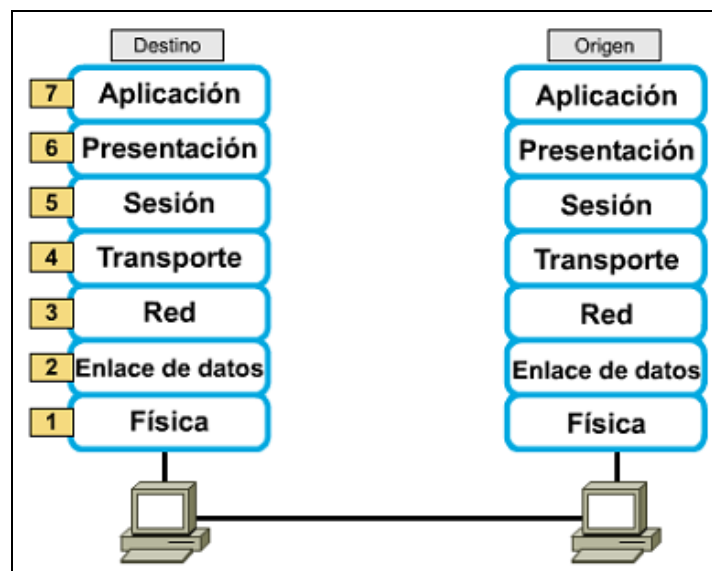 Destino
7 Aplicación
6 Presentación
5 Sesión
4 Transporte
3 Red
2 Enlace de datos
1 Física
Origen
Aplicación
Presentación
Sesión
Transporte
Red
Enlace de datos
Física